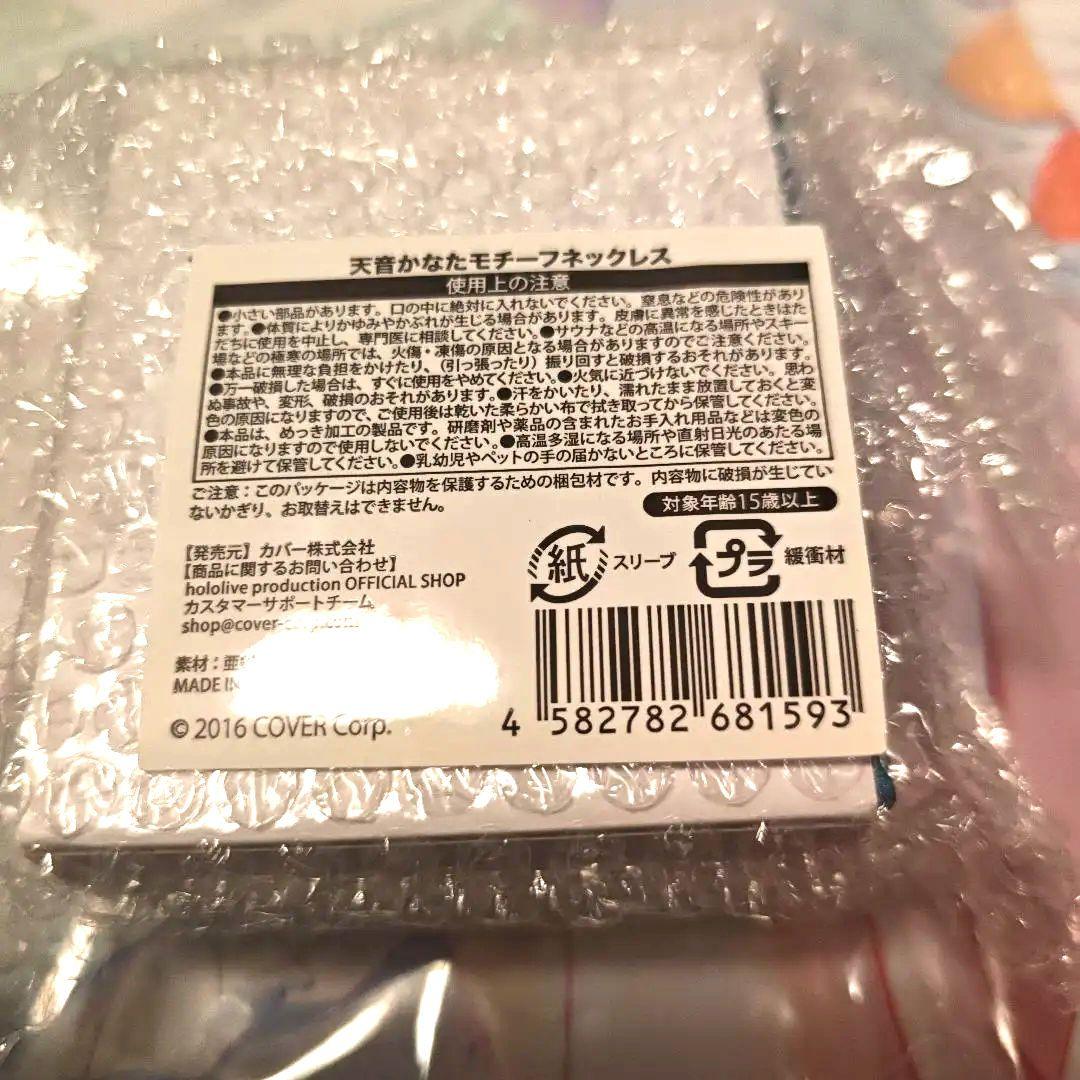 天音かなたモチーフネックレス
使用上の注意
●小さい部品があります。口の中に絶対に入れないでください。窒息などの危険性があり
ます。●体質によりかゆみやかぶれが生じる場合があります。皮膚に異常を感じたときはた
だちに使用を中止し、専門医に相談してください。●サウナなどの高温になる場所やスキー
場などの極寒の場所では、火傷・凍傷の原因となる場合がありますのでご注意ください。
●本品に無理な負担をかけたり、(引っ張ったり)振り回すと破損するおそれがあります。
●万一破損した場合は、すぐに使用をやめてください。●火気に近づけないでください。思わ
ぬ事故や、変形、破損のおそれがあります。●汗をかいたり、濡れたまま放置しておくと変
色の原因になりますので、ご使用後は乾いた柔らかい布で拭き取ってから保管してください。
●本品は、めっき加工の製品です。研磨剤や薬品の含まれたお手入れ用品などは変色の
原因になりますので使用しないでください。●高温多湿になる場所や直射日光のあたる場
所を避けて保管してください。●乳幼児やペットの手の届かないところに保管してください。
ご注意：このパッケージは内容物を保護するための梱包材です。内容物に破損が生じてい
ないかぎり、お取替えはできません。
対象年齢15歳以上
【発売元】カバー株式会社
【商品に関するお問い合わせ】
hololive production OFFICIAL SHOP
カスタマーサポートチーム
shop@cover-corp.com
紙 スリーブ
プラ 緩衝材
素材：亜
MADE IN
© 2016 COVER Corp.
4 582782 681593